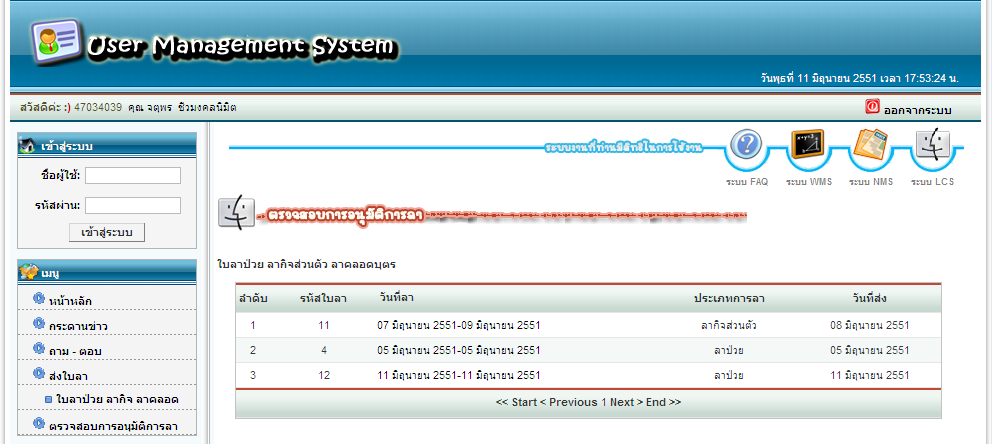 User Management System
วันพุธที่ 11 มิถุนายน 2551 เวลา 17:53:24 น.
สวัสดีค่ะ :) 47034039 คุณ จตุพร ชิวมงคลนิมิต
ออกจากระบบ
เข้าสู่ระบบ
ชื่อผู้ใช้:
รหัสผ่าน:
เข้าสู่ระบบ
เมนู
หน้าหลัก
กระดานข่าว
ถาม - ตอบ
ส่งใบลา
ใบลาป่วย ลากิจ ลาคลอด
ตรวจสอบการอนุมัติการลา
ระบบงานที่ท่านมีสิทธิในการใช้งาน
ระบบ FAQ ระบบ WMS ระบบ NMS ระบบ LCS
ตรวจสอบการอนุมัติการลา
ใบลาป่วย ลากิจส่วนตัว ลาคลอดบุตร
ลำดับ รหัสใบลา วันที่ลา ประเภทการลา วันที่ส่ง
1 11 07 มิถุนายน 2551-09 มิถุนายน 2551 ลากิจส่วนตัว 08 มิถุนายน 2551
2 4 05 มิถุนายน 2551-05 มิถุนายน 2551 ลาป่วย 05 มิถุนายน 2551
3 12 11 มิถุนายน 2551-11 มิถุนายน 2551 ลาป่วย 11 มิถุนายน 2551
<< Start < Previous 1 Next > End >>